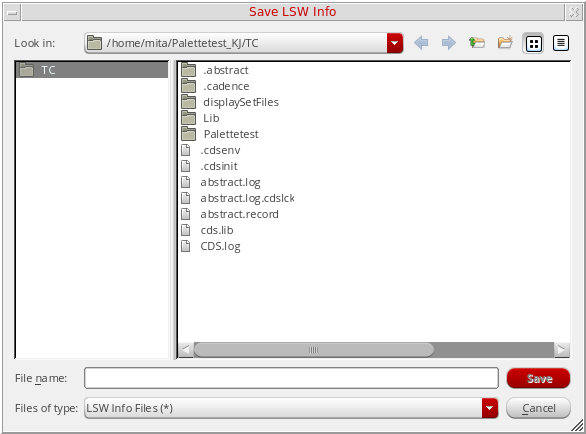 Save LSW Info
Look in: /home/mita/Palettetest_KJ/TC
TC
.abstract
.cadence
displaySetFiles
Lib
Palettetest
.cdsenv
.cdsinit
abstract.log
abstract.log.cdslck
abstract.record
cds.lib
CDS.log
File name: Save
Files of type: LSW Info Files (*) Cancel